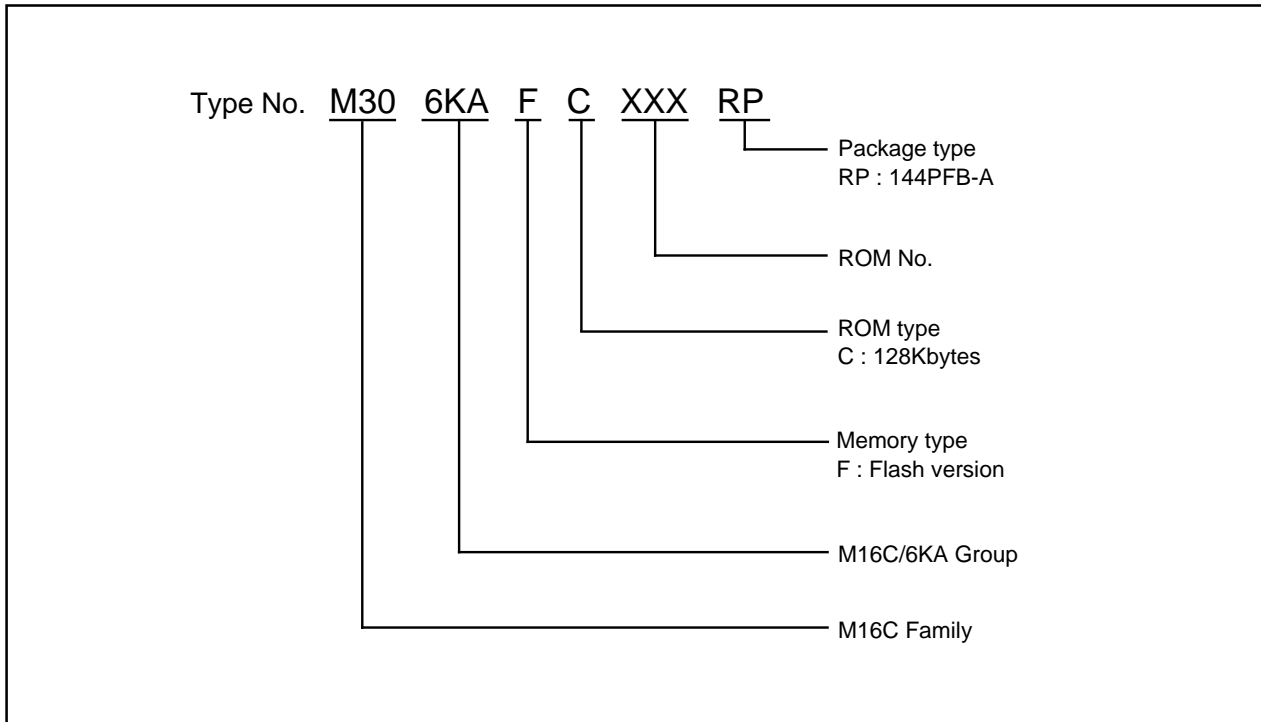 Type No. M30 6KA F C XXX RP
Package type
RP : 144PFB-A
ROM No.
ROM type
C : 128Kbytes
Memory type
F : Flash version
M16C/6KA Group
M16C Family